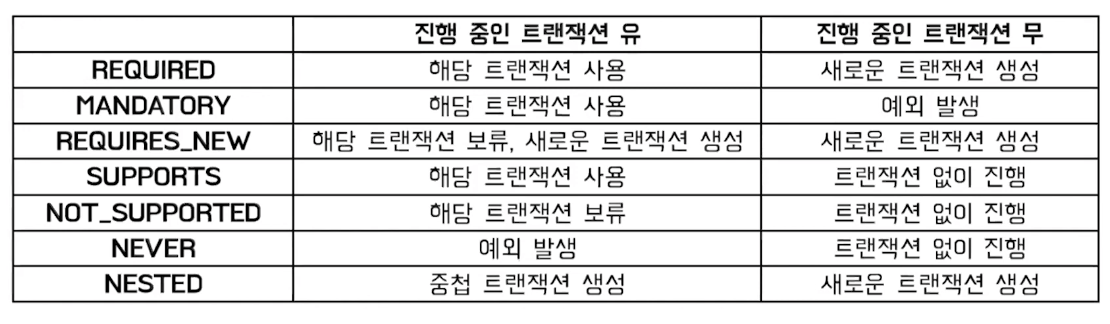 진행 중인 트랜잭션 유 진행 중인 트랜잭션 무
REQUIRED 해당 트랜잭션 사용 새로운 트랜잭션 생성
MANDATORY 해당 트랜잭션 사용 예외 발생
REQUIRES_NEW 해당 트랜잭션 보류, 새로운 트랜잭션 생성 새로운 트랜잭션 생성
SUPPORTS 해당 트랜잭션 사용 트랜잭션 없이 진행
NOT_SUPPORTED 해당 트랜잭션 보류 트랜잭션 없이 진행
NEVER 예외 발생 트랜잭션 없이 진행
NESTED 중첩 트랜잭션 생성 새로운 트랜잭션 생성